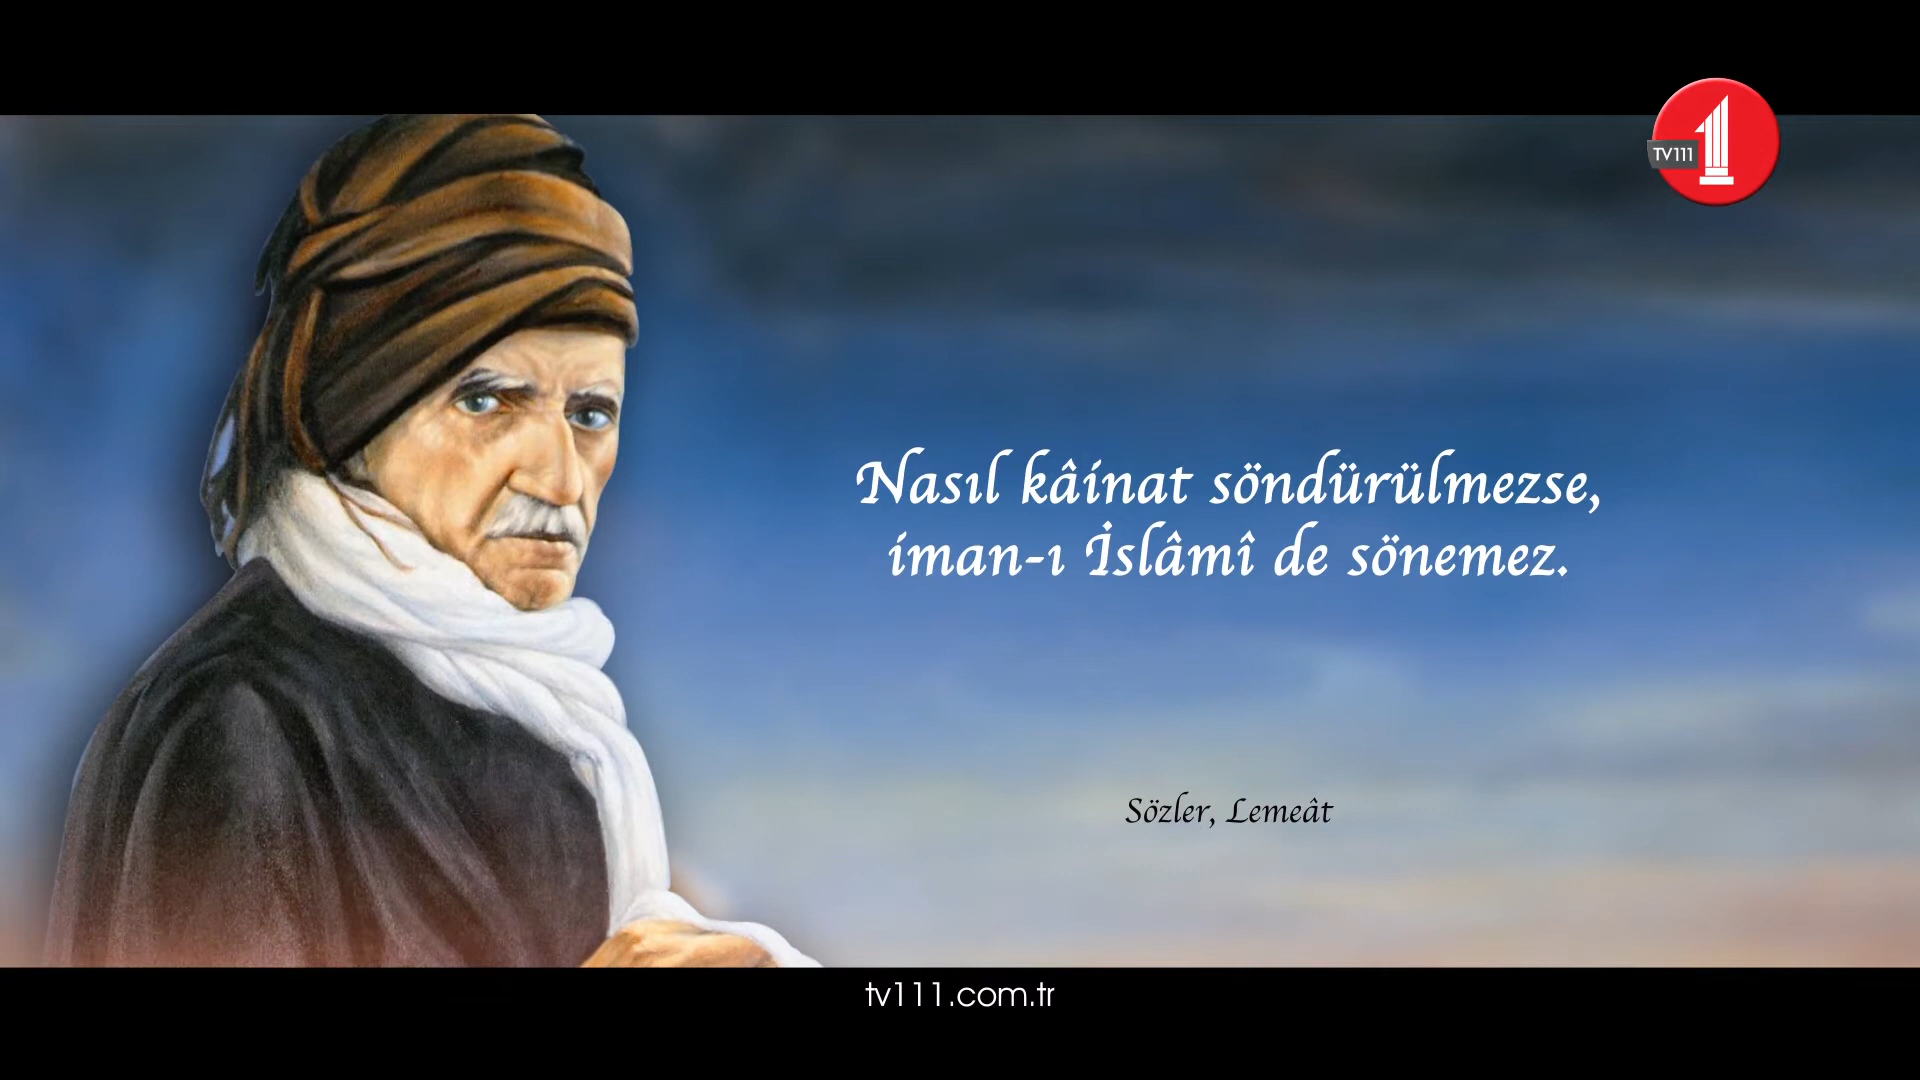 TV111
Nasıl kâinat söndürülmezse,
iman-ı İslâmî de sönemez.
Sözler, Lemeât
tv111.com.tr